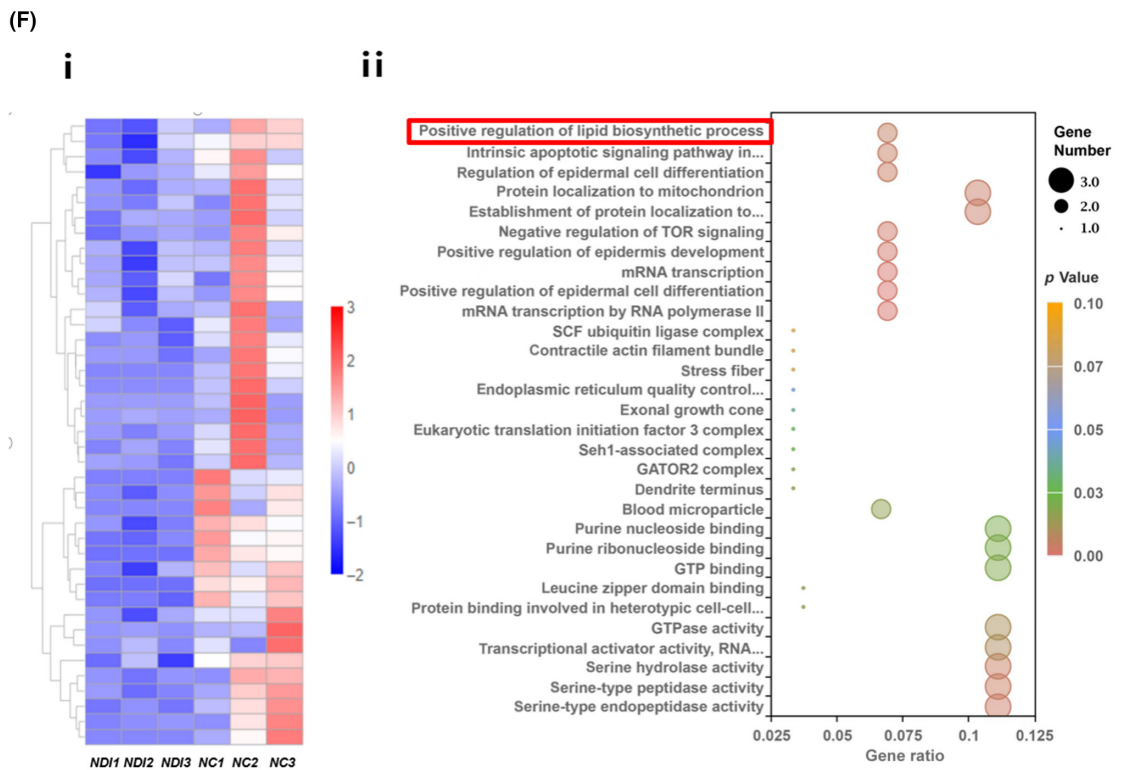 (F)
i
ii
3
2
1
0
−1
−2
NDI1 NDI2 NDI3 NC1 NC2 NC3
Positive regulation of lipid biosynthetic process
Intrinsic apoptotic signaling pathway in...
Regulation of epidermal cell differentiation
Protein localization to mitochondrion
Establishment of protein localization to...
Negative regulation of TOR signaling
Positive regulation of epidermis development
mRNA transcription
Positive regulation of epidermal cell differentiation
mRNA transcription by RNA polymerase II
SCF ubiquitin ligase complex
Contractile actin filament bundle
Stress fiber
Endoplasmic reticulum quality control...
Exonal growth cone
Eukaryotic translation initiation factor 3 complex
Seh1-associated complex
GATOR2 complex
Dendrite terminus
Blood microparticle
Purine nucleoside binding
Purine ribonucleoside binding
GTP binding
Leucine zipper domain binding
Protein binding involved in heterotypic cell-cell...
GTPase activity
Transcriptional activator activity, RNA...
Serine hydrolase activity
Serine-type peptidase activity
Serine-type endopeptidase activity
0.025 0.05 0.075 0.1 0.125
Gene ratio
Gene
Number
3.0
2.0
1.0
p Value
0.10
0.07
0.05
0.03
0.00